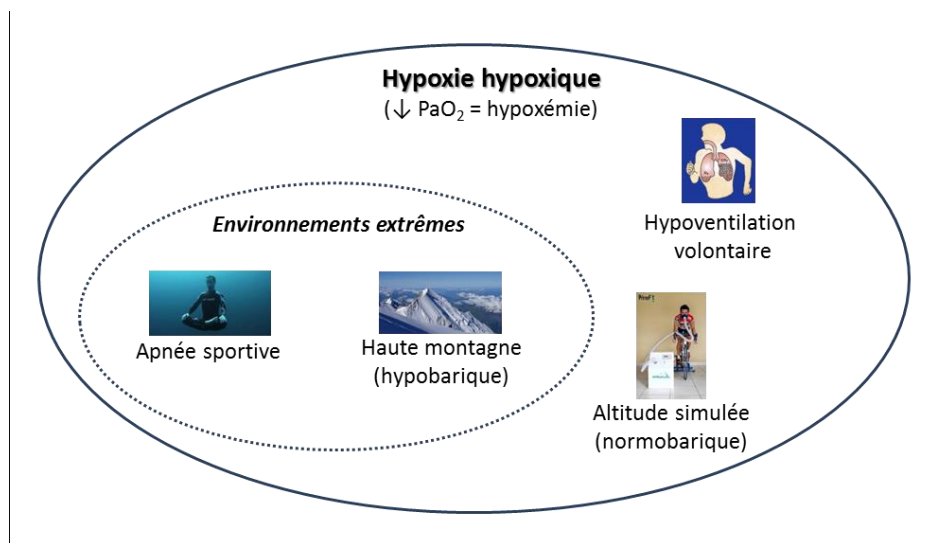 Hypoxie hypoxique
(↓ PaO₂ = hypoxémie)
Hypoventilation
volontaire
Environnements extrêmes
Apnée sportive
Haute montagne
(hypobarique)
Altitude simulée
(normobarique)